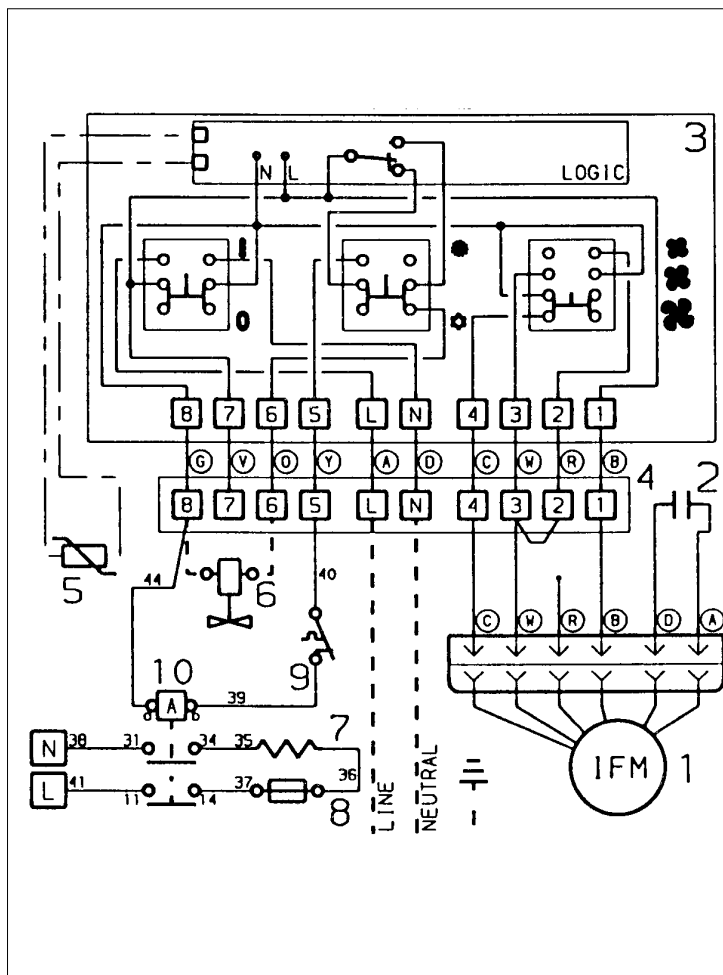 3
N L
LOGIC
I
0
8 7 6 5 L N 4 3 2 1
G V O Y A D C W R B
4 2
8 7 6 5 L N 4 3 2 1
5
44
6
40
9
C W R B D A
10
A
39
7
N 38 31 34 35
36
L 41 11 14 37
8
LINE
NEUTRAL
IFM 1